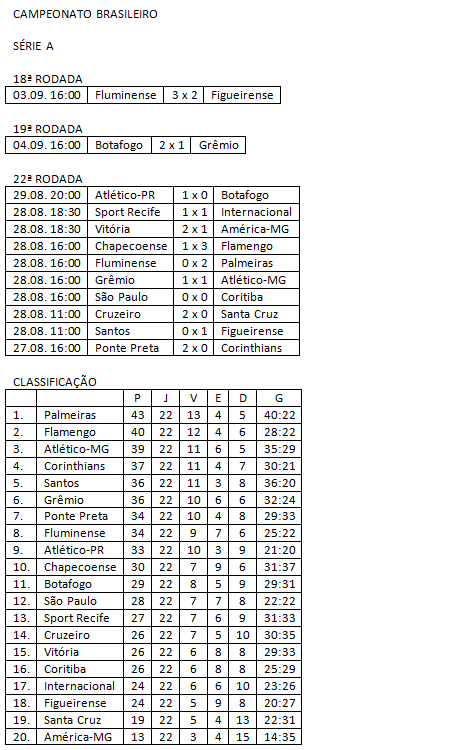 CAMPEONATO BRASILEIRO
SÉRIE A
18ª RODADA
03.09. 16:00 Fluminense 3 x 2 Figueirense
19ª RODADA
04.09. 16:00 Botafogo 2 x 1 Grêmio
22ª RODADA
29.08. 20:00 Atlético-PR 1 x 0 Botafogo
28.08. 18:30 Sport Recife 1 x 1 Internacional
28.08. 18:30 Vitória 2 x 1 América-MG
28.08. 16:00 Chapecoense 1 x 3 Flamengo
28.08. 16:00 Fluminense 0 x 2 Palmeiras
28.08. 16:00 Grêmio 1 x 1 Atlético-MG
28.08. 16:00 São Paulo 0 x 0 Coritiba
28.08. 11:00 Cruzeiro 2 x 0 Santa Cruz
28.08. 11:00 Santos 0 x 1 Figueirense
27.08. 16:00 Ponte Preta 2 x 0 Corinthians
CLASSIFICAÇÃO
P J V E D G
1. Palmeiras 43 22 13 4 5 40:22
2. Flamengo 40 22 12 4 6 28:22
3. Atlético-MG 39 22 11 6 5 35:29
4. Corinthians 37 22 11 4 7 30:21
5. Santos 36 22 11 3 8 36:20
6. Grêmio 36 22 10 6 6 32:24
7. Ponte Preta 34 22 10 4 8 29:33
8. Fluminense 34 22 9 7 6 25:22
9. Atlético-PR 33 22 10 3 9 21:20
10. Chapecoense 30 22 7 9 6 31:37
11. Botafogo 29 22 8 5 9 29:31
12. São Paulo 28 22 7 7 8 22:22
13. Sport Recife 27 22 7 6 9 31:33
14. Cruzeiro 26 22 7 5 10 30:35
15. Vitória 26 22 6 8 8 29:33
16. Coritiba 26 22 6 8 8 25:29
17. Internacional 24 22 6 6 10 23:26
18. Figueirense 24 22 5 9 8 20:27
19. Santa Cruz 19 22 5 4 13 22:31
20. América-MG 13 22 3 4 15 14:35